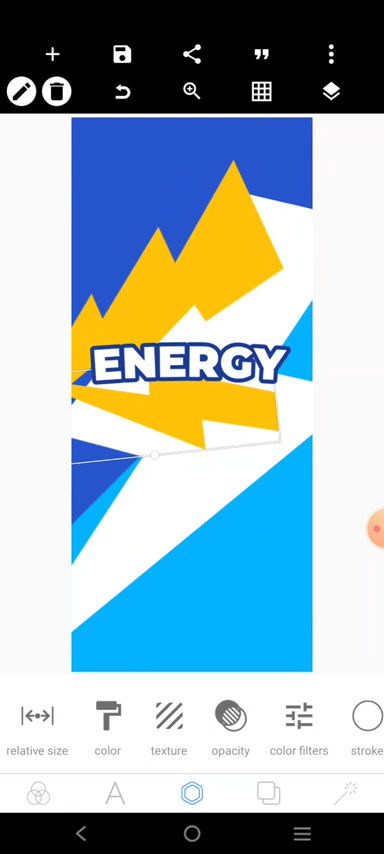 ENERGY
relative size
color
texture
opacity
color filters
stroke